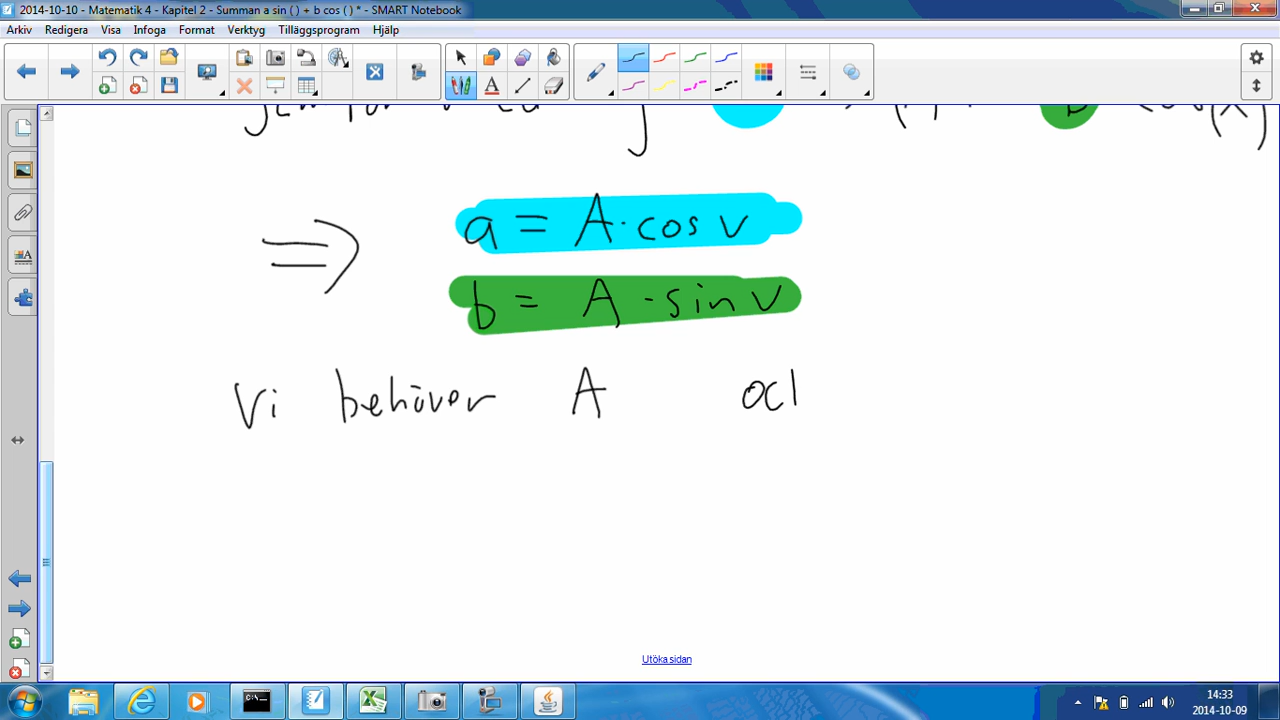 2014-10-10 - Matematik 4 - Kapitel 2 - Summan a sin ( ) + b cos ( ) * - SMART Notebook
Arkiv Redigera Visa Infoga Format Verktyg Tilläggsprogram Hjälp
a = A · cos v
b = A · sin v
Vi behöver A ocl
Utöka sidan
14:33
2014-10-09